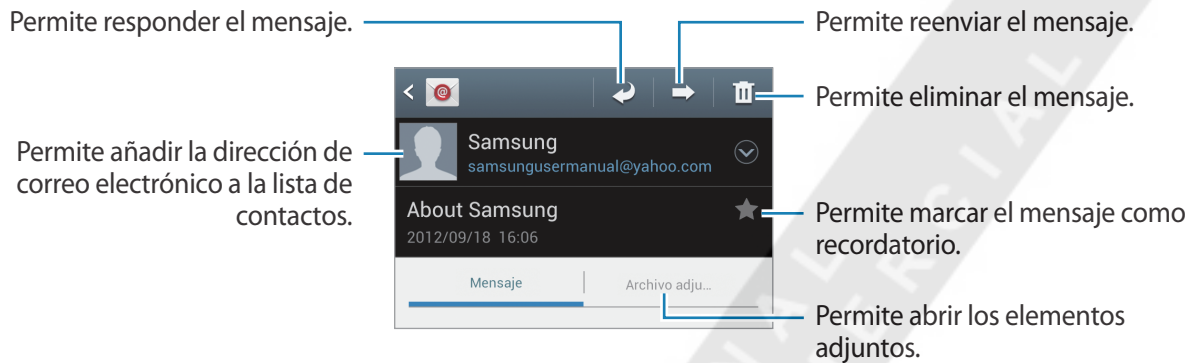 Permite responder el mensaje.
Permite reenviar el mensaje.
Permite eliminar el mensaje.
Permite añadir la dirección de
correo electrónico a la lista de
contactos.
@
Samsung
samsungusermanual@yahoo.com
About Samsung
2012/09/18 16:06
Permite marcar el mensaje como
recordatorio.
Mensaje
Archivo adju...
Permite abrir los elementos
adjuntos.